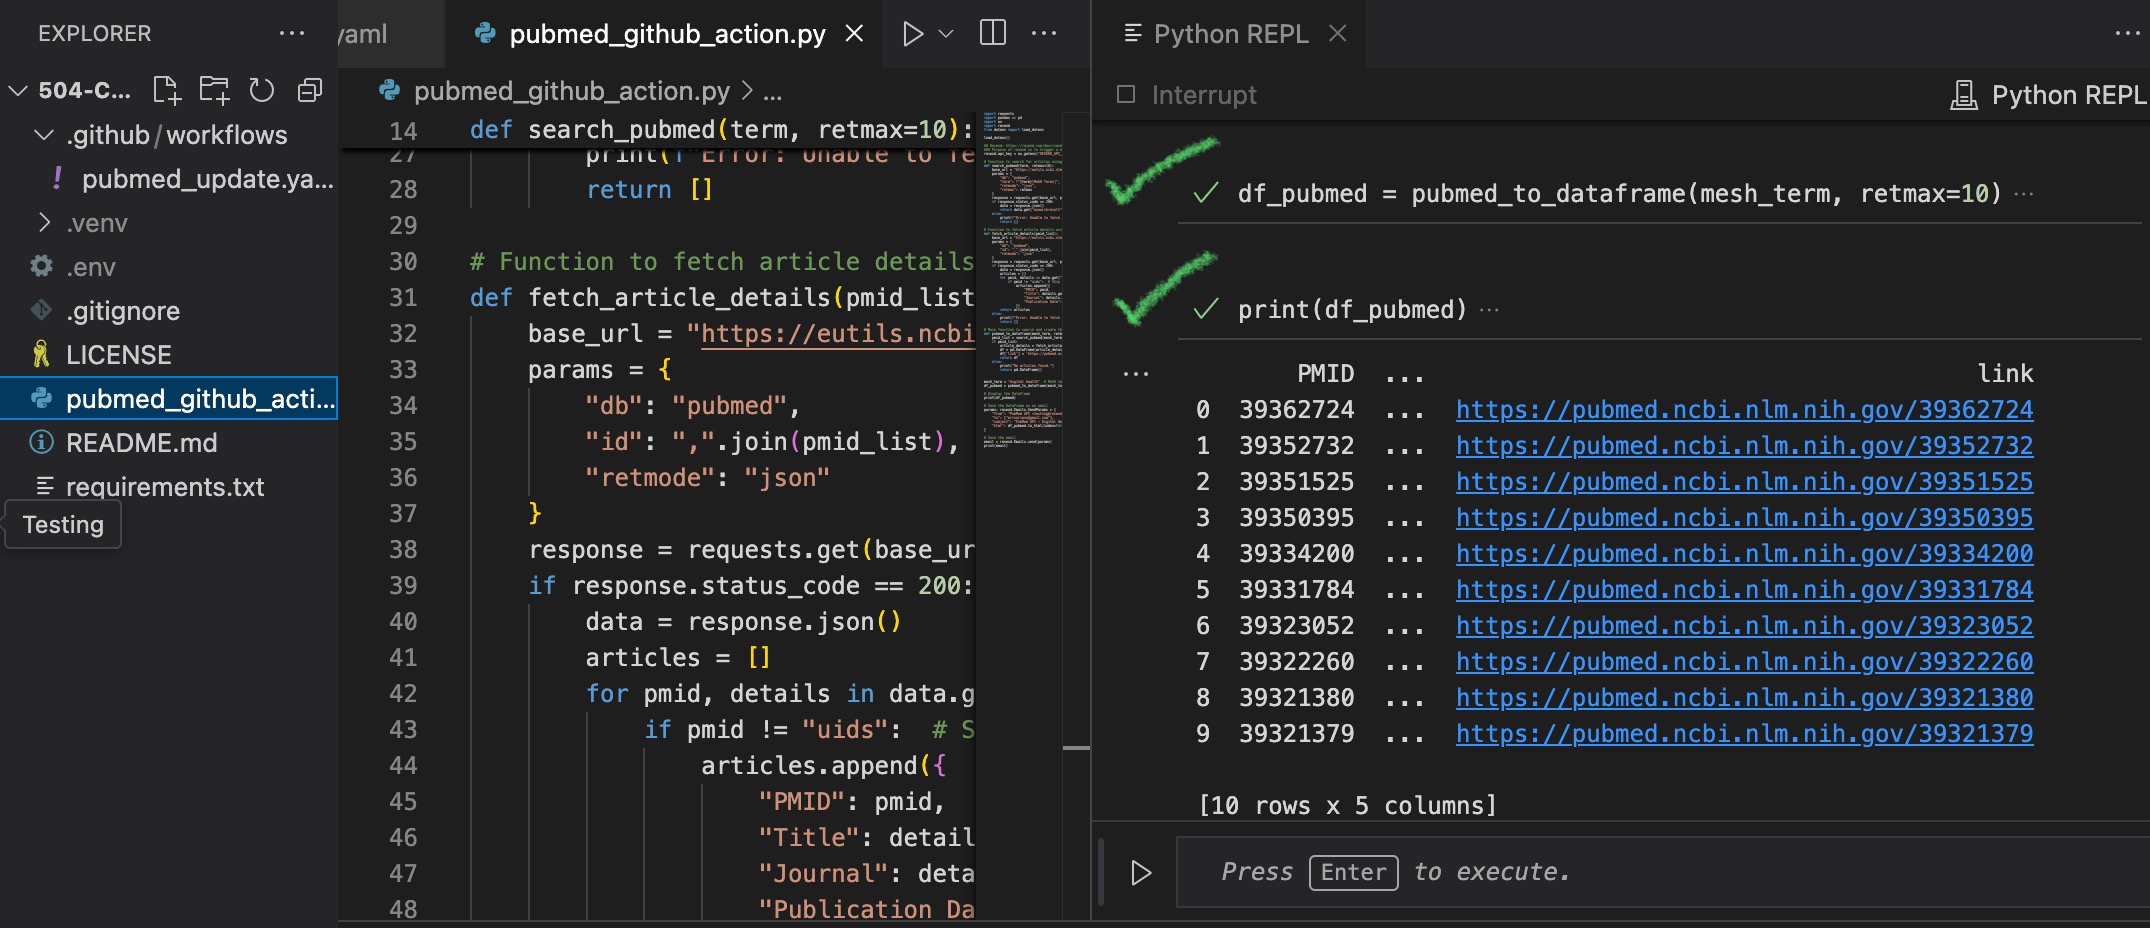 EXPLORER ...
504-C...
.github/workflows
! pubmed_update.ya...
.venv
.env
.gitignore
LICENSE
pubmed_github_acti...
README.md
requirements.txt
Testing
yaml
pubmed_github_action.py
pubmed_github_action.py > ...
14 def search_pubmed(term, retmax=10):
27 print(f"Error: Unable to fe
28 return []
29
30 # Function to fetch article details
31 def fetch_article_details(pmid_list
32 base_url = "https://eutils.ncbi
33 params = {
34 "db": "pubmed",
35 "id": ",".join(pmid_list),
36 "retmode": "json"
37 }
38 response = requests.get(base_ur
39 if response.status_code == 200:
40 data = response.json()
41 articles = []
42 for pmid, details in data.g
43 if pmid != "uids":  # S
44 articles.append({
45 "PMID": pmid,
46 "Title": detail
47 "Journal": deta
48 "Publication Da
Python REPL
Interrupt
Python REPL
df_pubmed = pubmed_to_dataframe(mesh_term, retmax=10) ...
print(df_pubmed) ...
... PMID ... link
0 39362724 ... https://pubmed.ncbi.nlm.nih.gov/39362724
1 39352732 ... https://pubmed.ncbi.nlm.nih.gov/39352732
2 39351525 ... https://pubmed.ncbi.nlm.nih.gov/39351525
3 39350395 ... https://pubmed.ncbi.nlm.nih.gov/39350395
4 39334200 ... https://pubmed.ncbi.nlm.nih.gov/39334200
5 39331784 ... https://pubmed.ncbi.nlm.nih.gov/39331784
6 39323052 ... https://pubmed.ncbi.nlm.nih.gov/39323052
7 39322260 ... https://pubmed.ncbi.nlm.nih.gov/39322260
8 39321380 ... https://pubmed.ncbi.nlm.nih.gov/39321380
9 39321379 ... https://pubmed.ncbi.nlm.nih.gov/39321379
[10 rows x 5 columns]
Press Enter to execute.